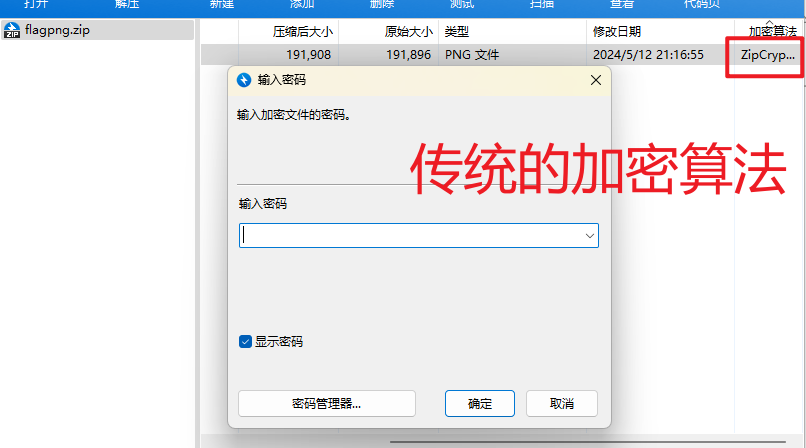 打开 解压 新建 添加 删除 测试 扫描 查看 代码页
ZIP flagpng.zip
压缩后大小 原始大小 类型 修改日期 加密算法
191,908 191,896 PNG 文件 2024/5/12 21:16:55 ZipCryp...
输入密码
输入加密文件的密码。
传统的加密算法
输入密码
显示密码
密码管理器... 确定 取消